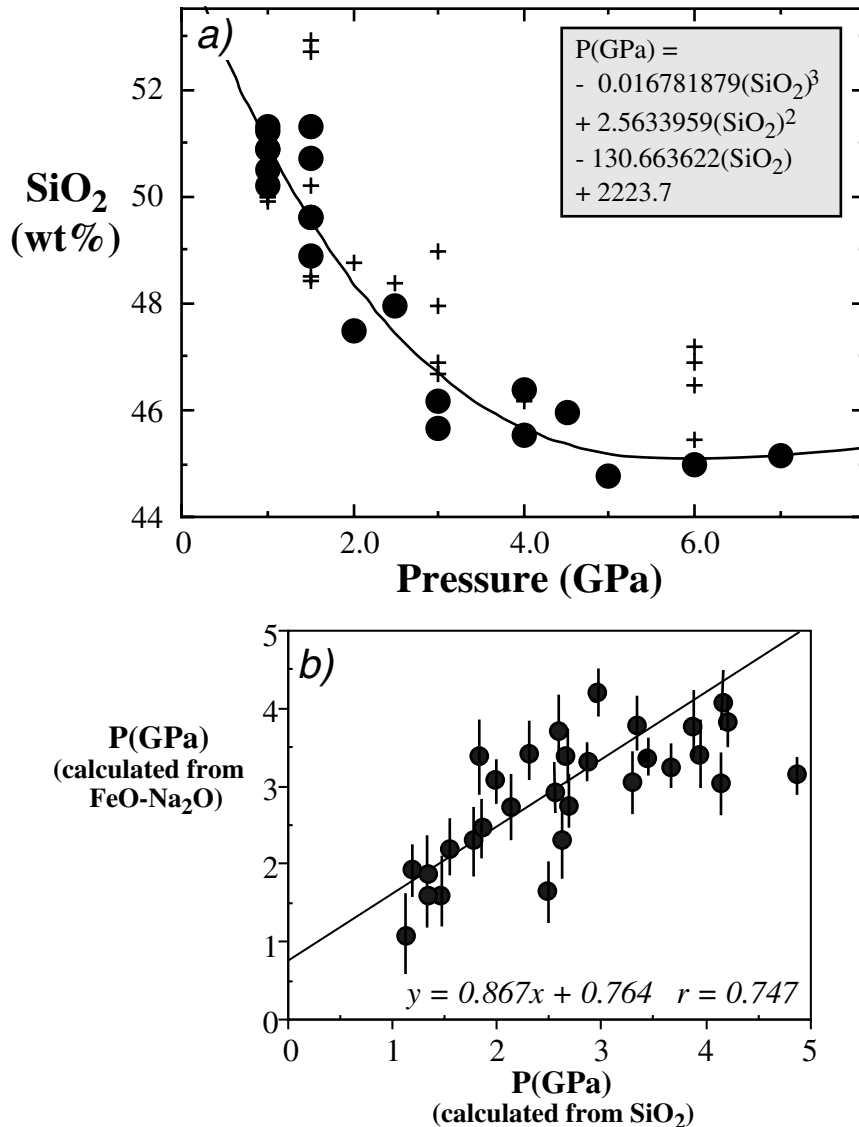 a)
P(GPa) =
- 0.016781879(SiO₂)³
+ 2.5633959(SiO₂)²
- 130.663622(SiO₂)
+ 2223.7
52
50
48
46
44
SiO₂
(wt%)
0
2.0
4.0
6.0
Pressure (GPa)
b)
5
4
3
2
1
0
P(GPa)
(calculated from
FeO-Na₂O)
y = 0.867x + 0.764 r = 0.747
0 1 2 3 4 5
P(GPa)
(calculated from SiO₂)